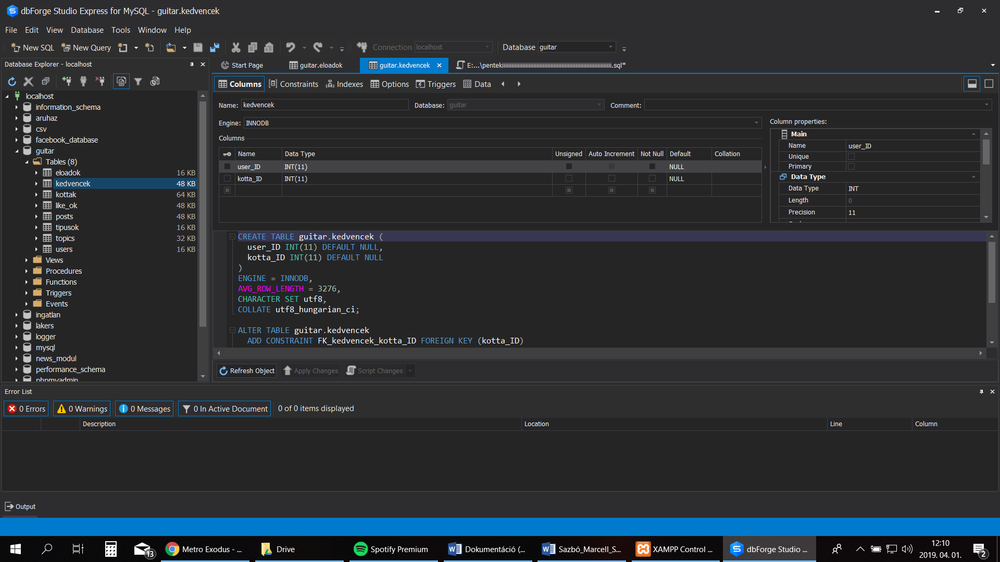 dbForge Studio Express for MySQL - guitar.kedvencek
File Edit View Database Tools Window Help
New SQL New Query Connection localhost Database guitar
Database Explorer - localhost
Start Page guitar.eloadok guitar.kedvencek
Columns Constraints Indexes Options Triggers Data
localhost
information_schema
aruhaz
csv
facebook_database
guitar
Tables (8)
eloadok 16 KB
kedvencek 48 KB
kottak 64 KB
like_ok 48 KB
posts 48 KB
tipusok 16 KB
topics 32 KB
users 16 KB
Views
Procedures
Functions
Triggers
Events
ingatlan
lakers
logger
mysql
news_modul
performance_schema
phpmyadmin
Name: kedvencek Database: guitar Comment:
Engine: INNODB
Columns
Name Data Type Unsigned Auto Increment Not Null Default Collation
user_ID INT(11) NULL
kotta_ID INT(11) NULL
Column properties:
Main
Name user_ID
Unique
Primary
Data Type
Data Type INT
Length 0
Precision 11
CREATE TABLE guitar.kedvencek (
user_ID INT(11) DEFAULT NULL,
kotta_ID INT(11) DEFAULT NULL
)
ENGINE = INNODB,
AVG_ROW_LENGTH = 3276,
CHARACTER SET utf8,
COLLATE utf8_hungarian_ci;
ALTER TABLE guitar.kedvencek
ADD CONSTRAINT FK_kedvencek_kotta_ID FOREIGN KEY (kotta_ID)
Refresh Object Apply Changes Script Changes
Error List
0 Errors 0 Warnings 0 Messages 0 In Active Document 0 of 0 items displayed
Description Location Line Column
Output
13 Metro Exodus - ... Drive Spotify Premium Dokumentáció (... Sazbó_Marcell_S... XAMPP Control ... dbForge Studio ...
12:10
2019. 04. 01.
2